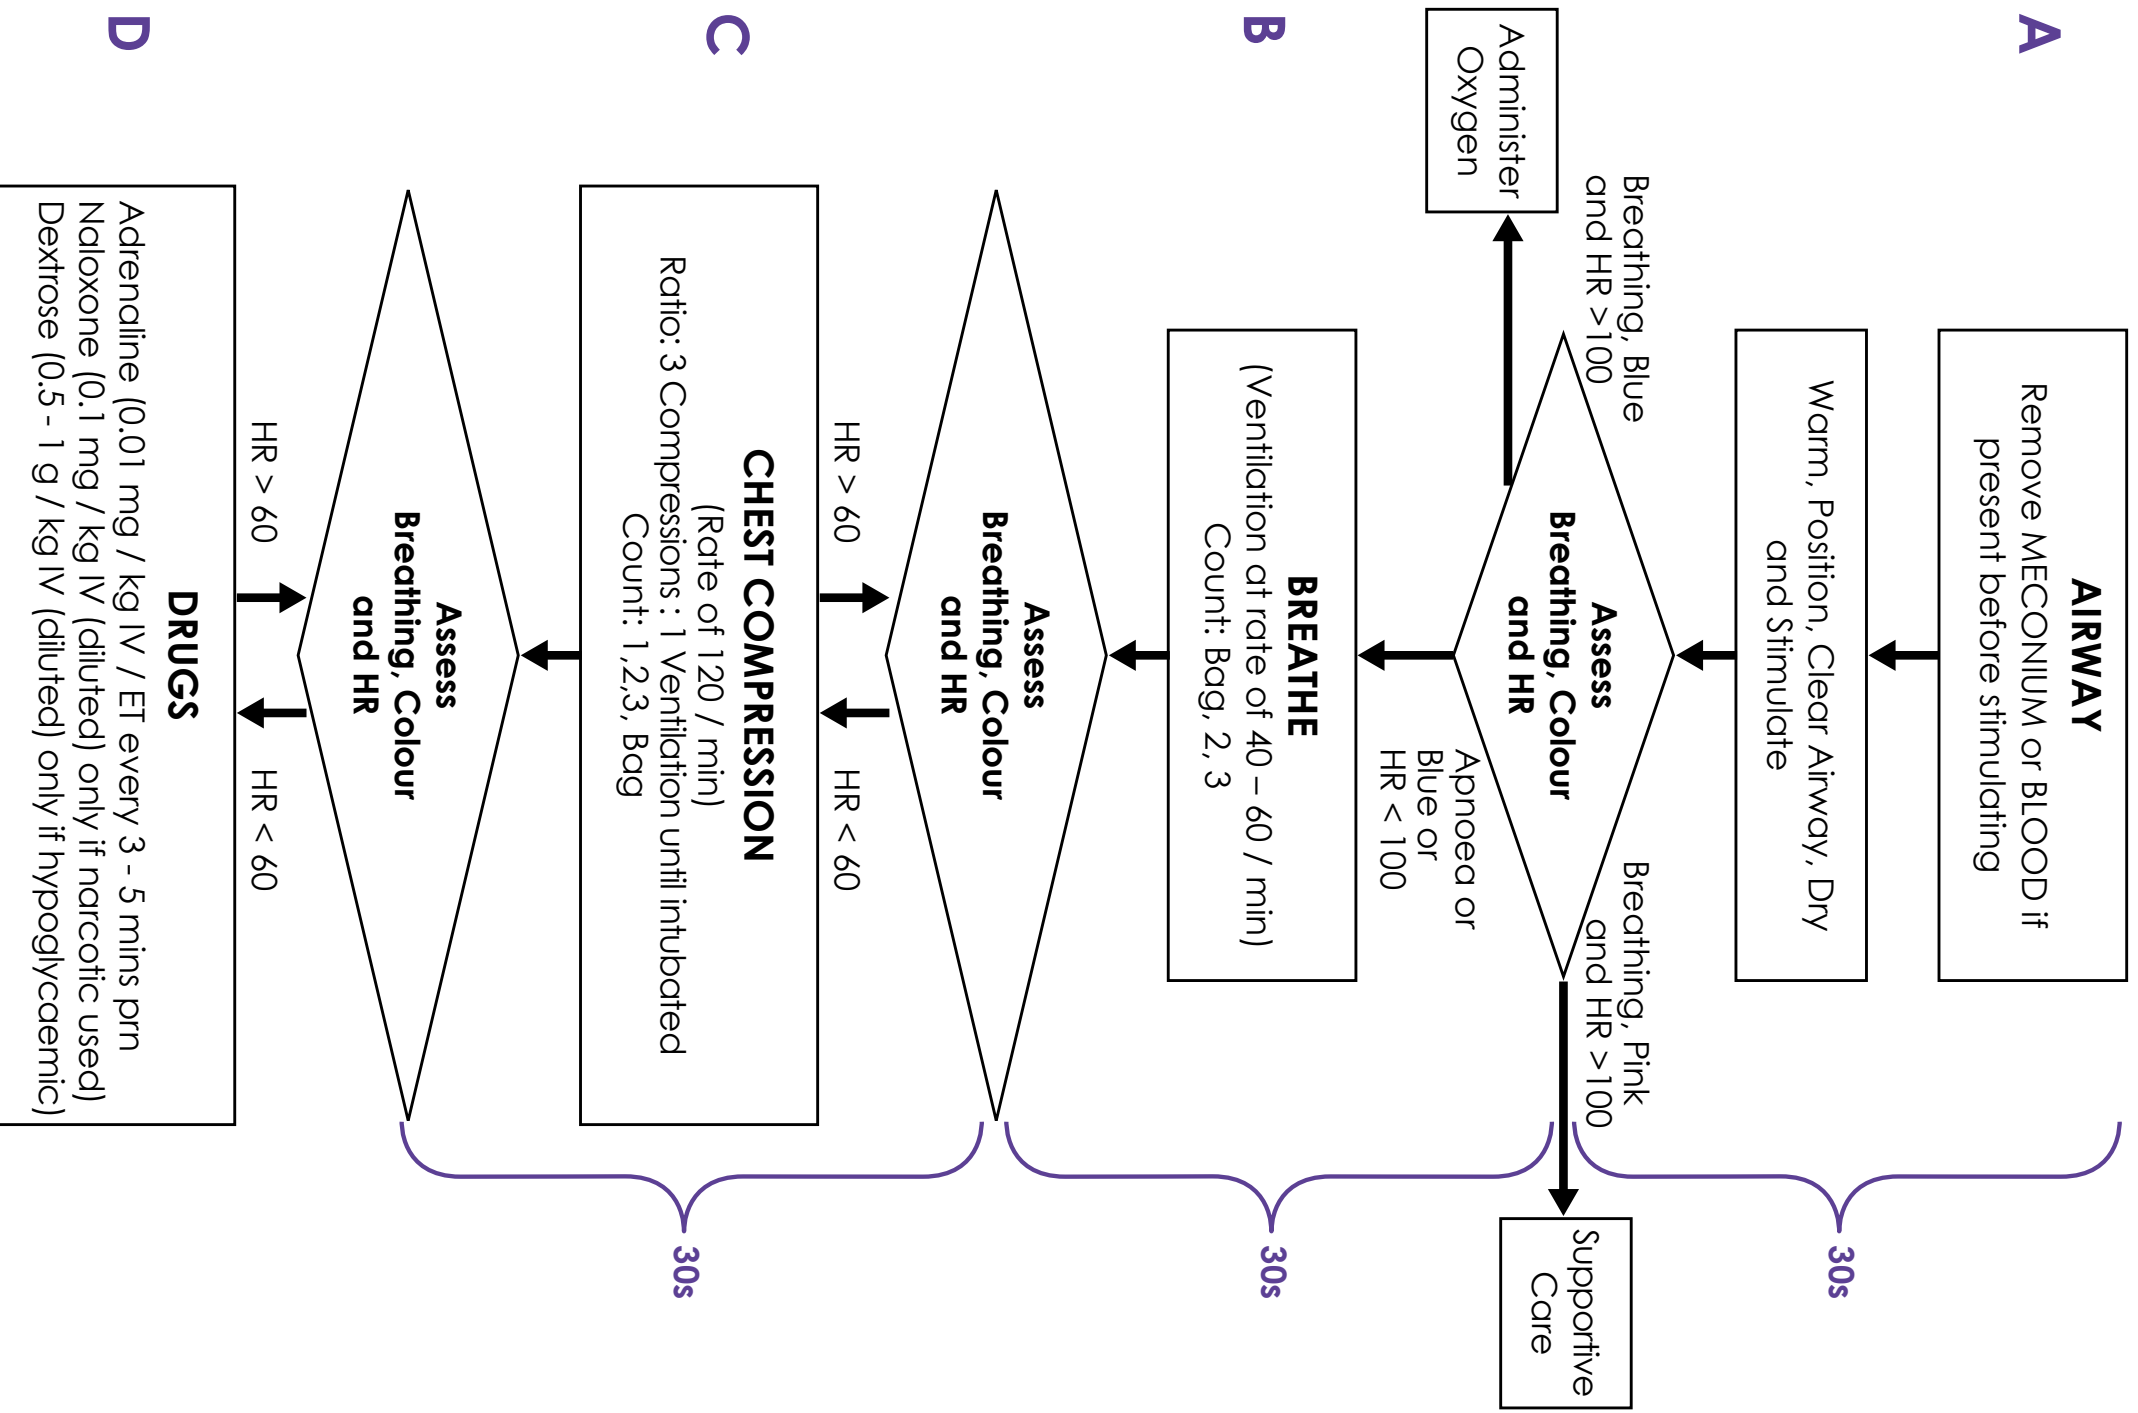 A
AIRWAY
Remove MECONIUM or BLOOD if
present before stimulating
Warm, Position, Clear Airway, Dry
and Stimulate
30s
Breathing, Blue
and HR >100
Breathing, Pink
and HR >100
Assess
Breathing, Colour
and HR
Administer
Oxygen
Supportive
Care
Apnoea or
Blue or
HR < 100
B
BREATHE
(Ventilation at rate of 40 – 60 / min)
Count: Bag, 2, 3
30s
Assess
Breathing, Colour
and HR
HR > 60
HR < 60
C
CHEST COMPRESSION
(Rate of 120 / min)
Ratio: 3 Compressions : 1 Ventilation until intubated
Count: 1,2,3, Bag
30s
Assess
Breathing, Colour
and HR
HR > 60
HR < 60
D
DRUGS
Adrenaline (0.01 mg / kg IV / ET every 3 - 5 mins prn
Naloxone (0.1 mg / kg IV (diluted) only if narcotic used)
Dextrose (0.5 - 1 g / kg IV (diluted) only if hypoglycaemic)